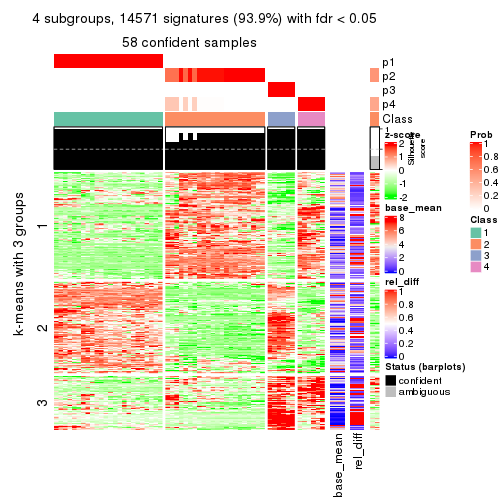 4 subgroups, 14571 signatures (93.9%) with fdr < 0.05
58 confident samples
p1
p2
p3
p4
Class
1
Silhouette
score
z-score
2
1
0
-1
-2
Prob
1
0.8
0.6
0.4
0.2
0
base_mean
8
6
4
2
0
Class
1
2
3
4
rel_diff
1
0.8
0.6
0.4
0.2
0
Status (barplots)
confident
ambiguous
k-means with 3 groups
1
2
3
base_mean
rel_diff